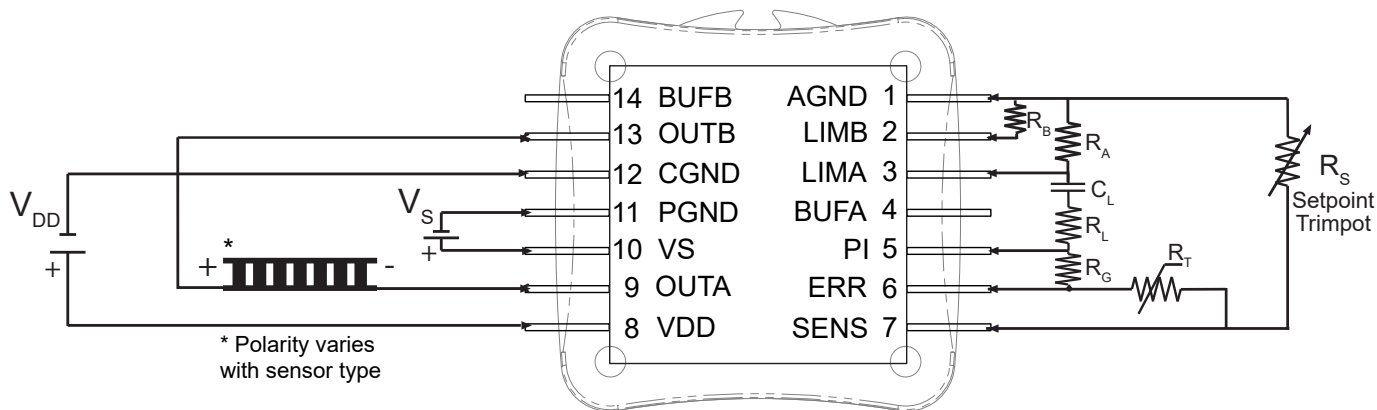 14 BUFB
AGND 1
13 OUTB
LIMB 2
12 CGND
LIMA 3
11 PGND
BUFA 4
10 VS
PI 5
9 OUTA
ERR 6
8 VDD
SENS 7
VDD
+
VS
+
*
+
-
* Polarity varies
with sensor type
RB
RA
CL
RL
RG
RT
RS
Setpoint
Trimpot